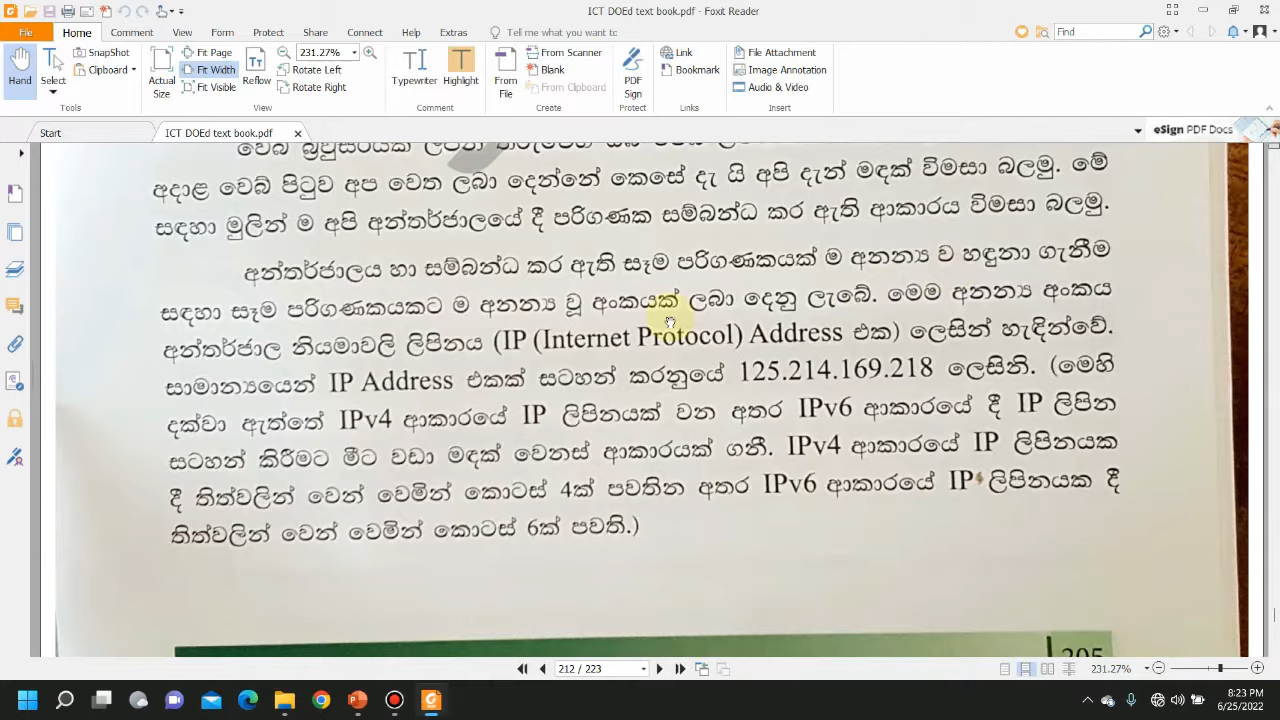 ICT DOEd text book.pdf - Foxit Reader
File Home Comment View Form Protect Share Connect Help Extras Tell me what you want to Find
Hand
Select
SnapShot
Clipboard
Tools
Actual Size
Fit Page
Fit Width
Fit Visible
Reflow
231.27%
Rotate Left
Rotate Right
View
Typewriter
Highlight
Comment
From File
From Scanner
Blank
From Clipboard
Create
PDF Sign
Protect
Link
Bookmark
Links
File Attachment
Image Annotation
Audio & Video
Insert
Start ICT DOEd text book.pdf eSign PDF Docs
වෙබ් බ්‍රවුසරයක
අදාළ වෙබ් පිටුව අප වෙත ලබා දෙන්නේ කෙසේ දැ යි අපි දැන් මඳක් විමසා බලමු. මේ
සඳහා මුලින් ම අපි අන්තර්ජාලයේ දී පරිගණක සම්බන්ධ කර ඇති ආකාරය විමසා බලමු.
අන්තර්ජාලය හා සම්බන්ධ කර ඇති සෑම පරිගණකයක් ම අනන්‍ය ව හඳුනා ගැනීම
සඳහා සෑම පරිගණකයකට ම අනන්‍ය වූ අංකයක් ලබා දෙනු ලැබේ. මෙම අනන්‍ය අංකය
අන්තර්ජාල නියමාවලි ලිපිනය (IP (Internet Protocol) Address එක) ලෙසින් හැඳින්වේ.
සාමාන්‍යයෙන් IP Address එකක් සටහන් කරනුයේ 125.214.169.218 ලෙසිනි. (මෙහි
දක්වා ඇත්තේ IPv4 ආකාරයේ IP ලිපිනයක් වන අතර IPv6 ආකාරයේ දී IP ලිපින
සටහන් කිරීමට මීට වඩා මඳක් වෙනස් ආකාරයක් ගනී. IPv4 ආකාරයේ IP ලිපිනයක
දී තිත්වලින් වෙන් වෙමින් කොටස් 4ක් පවතින අතර IPv6 ආකාරයේ IP ලිපිනයක දී
තිත්වලින් වෙන් වෙමින් කොටස් 6ක් පවති.)
205
212 / 223
231.27%
8:23 PM
6/25/2022